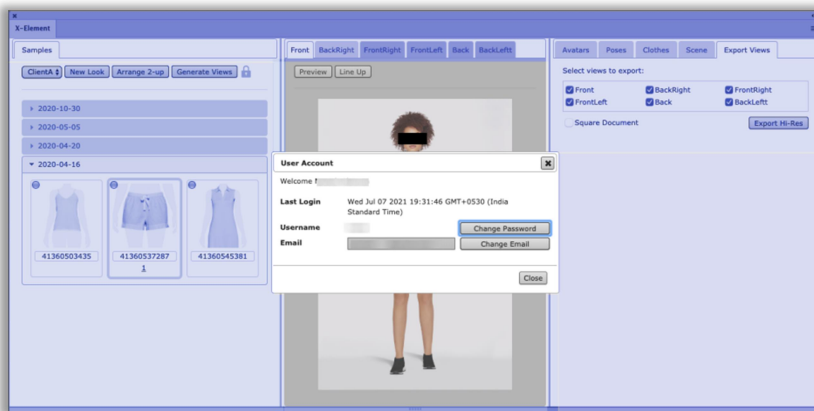 X-Element
Samples
ClientA New Look Arrange 2-up Generate Views
2020-10-30
2020-05-05
2020-04-20
2020-04-16
41360503435 41360537287 41360545381
1
Front BackRight FrontRight FrontLeft Back BackLeftt
Preview Line Up
User Account
Welcome
Last Login Wed Jul 07 2021 19:31:46 GMT+0530 (India
Standard Time)
Username Change Password
Email Change Email
Close
Avatars Poses Clothes Scene Export Views
Select views to export:
Front BackRight FrontRight
FrontLeft Back BackLeftt
Square Document Export Hi-Res